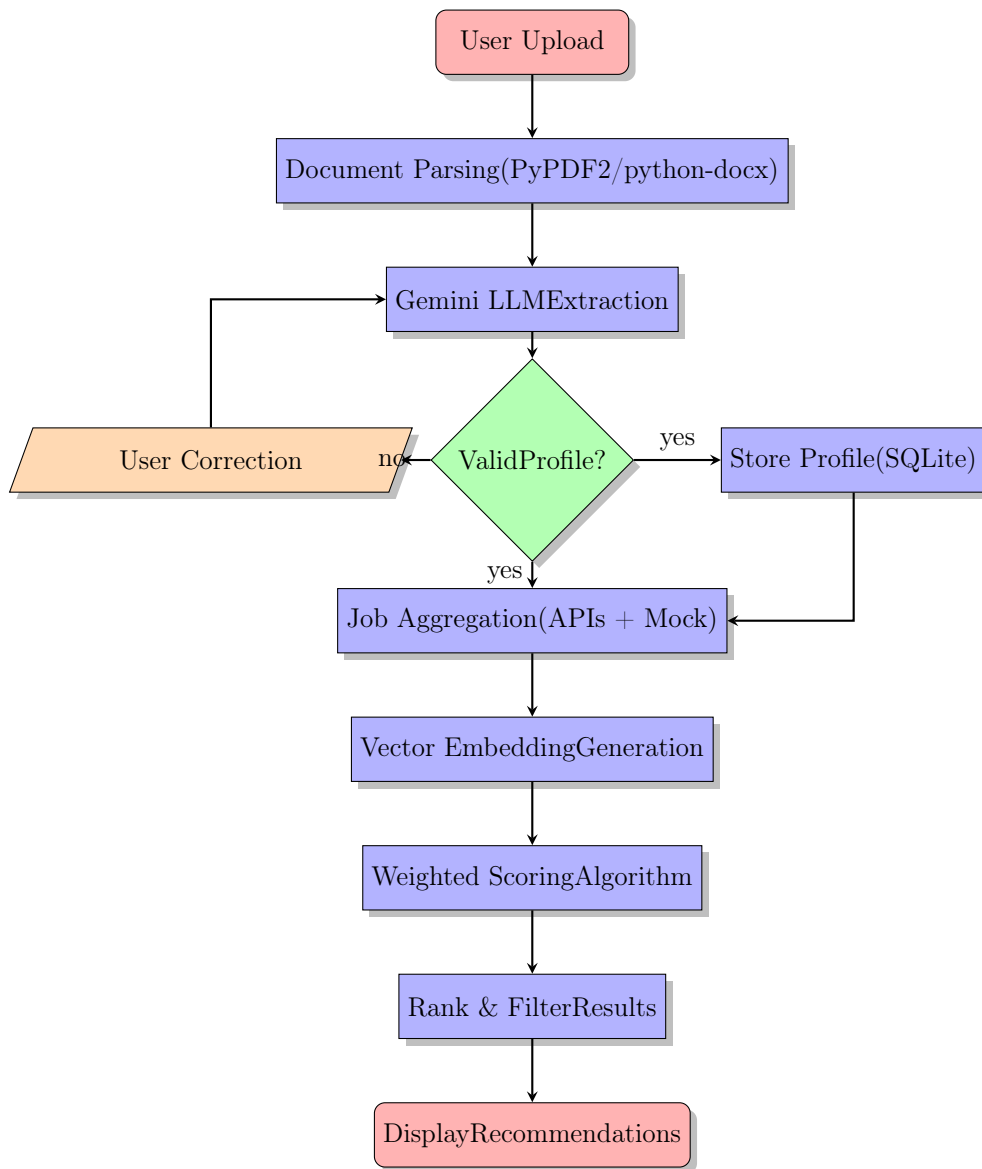 User Upload
Document Parsing(PyPDF2/python-docx)
Gemini LLMExtraction
User Correction
no
ValidProfile?
yes
Store Profile(SQLite)
yes
Job Aggregation(APIs + Mock)
Vector EmbeddingGeneration
Weighted ScoringAlgorithm
Rank & FilterResults
DisplayRecommendations